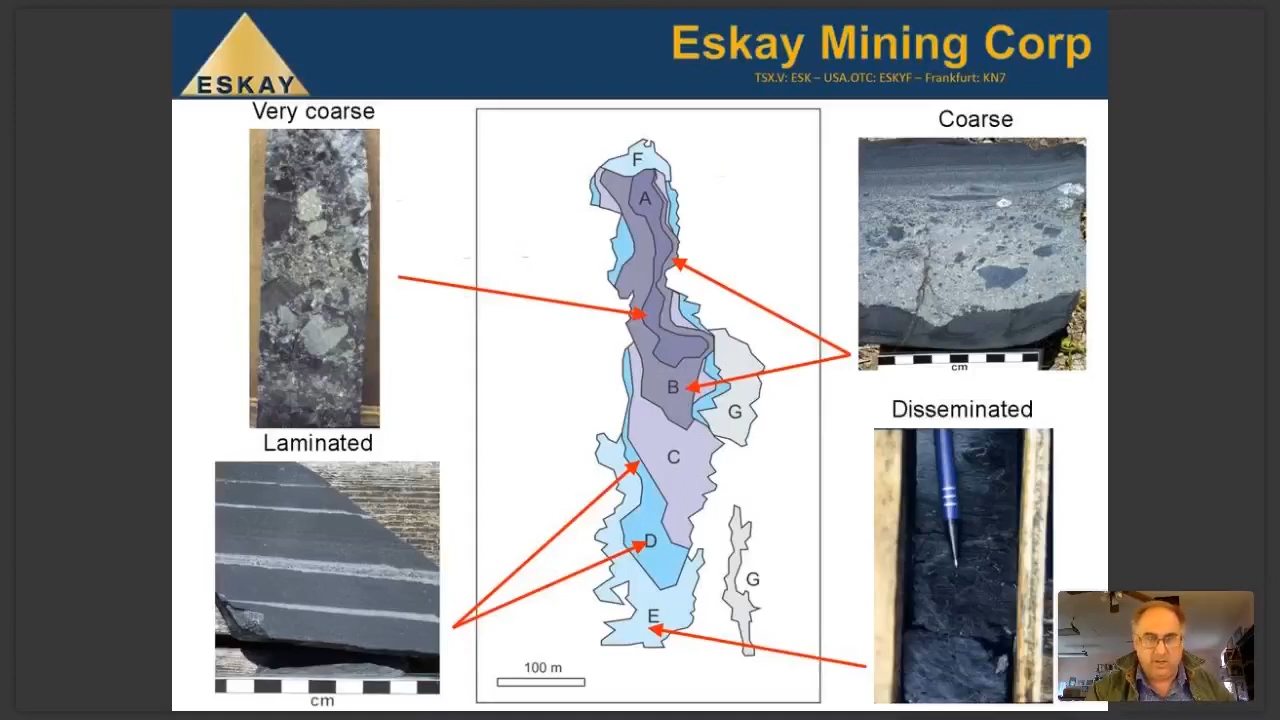 ESKAY
Eskay Mining Corp
TSX.V: ESK – USA.OTC: ESKYF – Frankfurt: KN7
Very coarse
Coarse
cm
Laminated
cm
Disseminated
F
A
B
G
C
D
G
E
100 m